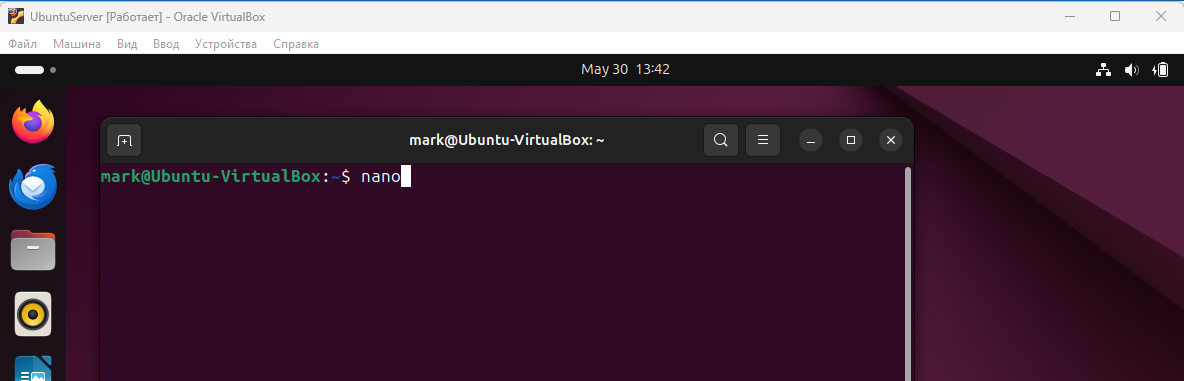 UbuntuServer [Работает] - Oracle VirtualBox
Файл Машина Вид Ввод Устройства Справка
May 30 13:42
mark@Ubuntu-VirtualBox: ~
mark@Ubuntu-VirtualBox:~$ nano